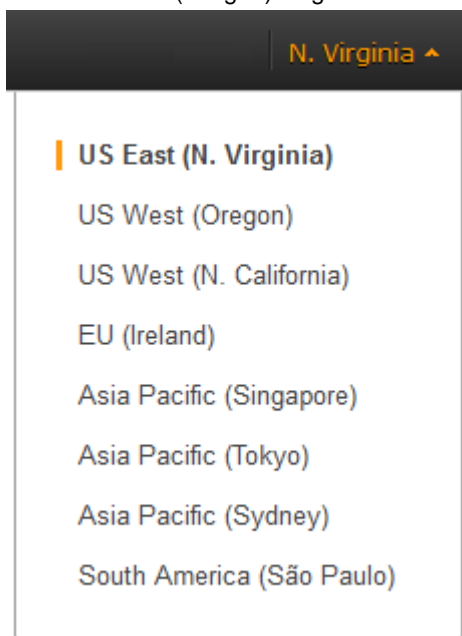 N. Virginia
US East (N. Virginia)
US West (Oregon)
US West (N. California)
EU (Ireland)
Asia Pacific (Singapore)
Asia Pacific (Tokyo)
Asia Pacific (Sydney)
South America (São Paulo)